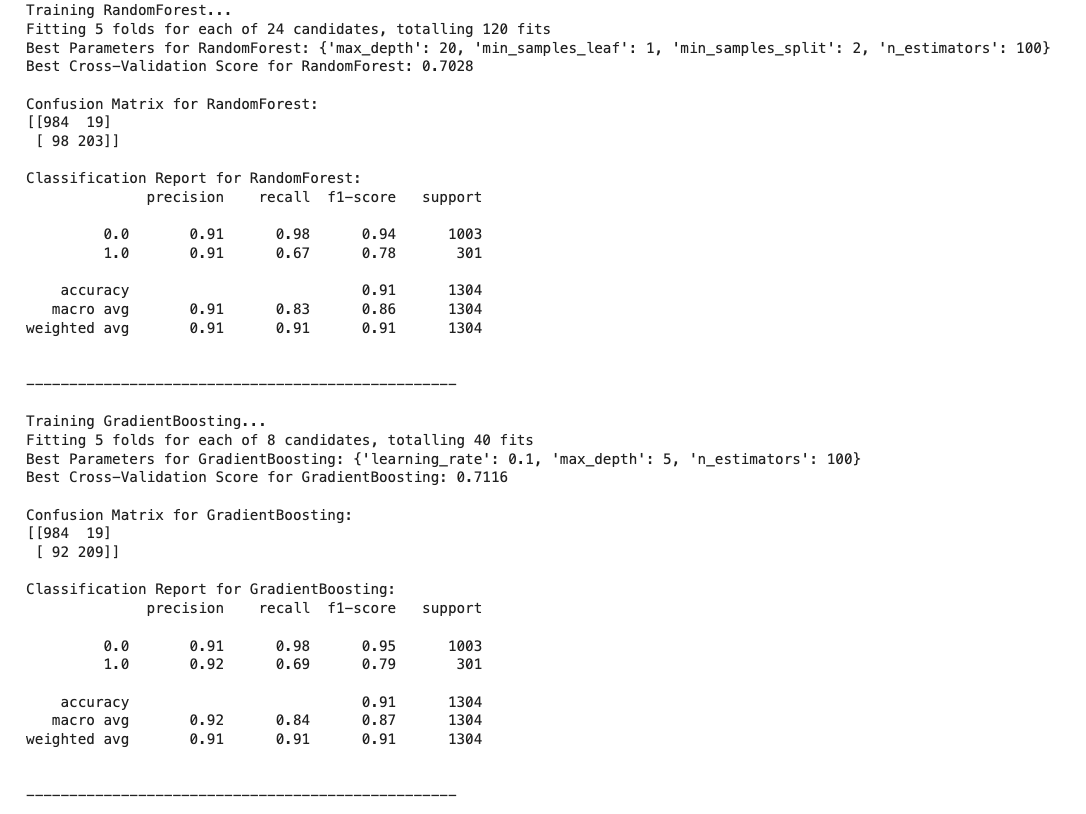 Training RandomForest...
Fitting 5 folds for each of 24 candidates, totalling 120 fits
Best Parameters for RandomForest: {'max_depth': 20, 'min_samples_leaf': 1, 'min_samples_split': 2, 'n_estimators': 100}
Best Cross-Validation Score for RandomForest: 0.7028

Confusion Matrix for RandomForest:
[[984  19]
 [ 98 203]]

Classification Report for RandomForest:
              precision    recall  f1-score   support

         0.0       0.91      0.98      0.94      1003
         1.0       0.91      0.67      0.78       301

    accuracy                           0.91      1304
   macro avg       0.91      0.83      0.86      1304
weighted avg       0.91      0.91      0.91      1304

--------------------------------------------------

Training GradientBoosting...
Fitting 5 folds for each of 8 candidates, totalling 40 fits
Best Parameters for GradientBoosting: {'learning_rate': 0.1, 'max_depth': 5, 'n_estimators': 100}
Best Cross-Validation Score for GradientBoosting: 0.7116

Confusion Matrix for GradientBoosting:
[[984  19]
 [ 92 209]]

Classification Report for GradientBoosting:
              precision    recall  f1-score   support

         0.0       0.91      0.98      0.95      1003
         1.0       0.92      0.69      0.79       301

    accuracy                           0.91      1304
   macro avg       0.92      0.84      0.87      1304
weighted avg       0.91      0.91      0.91      1304

--------------------------------------------------